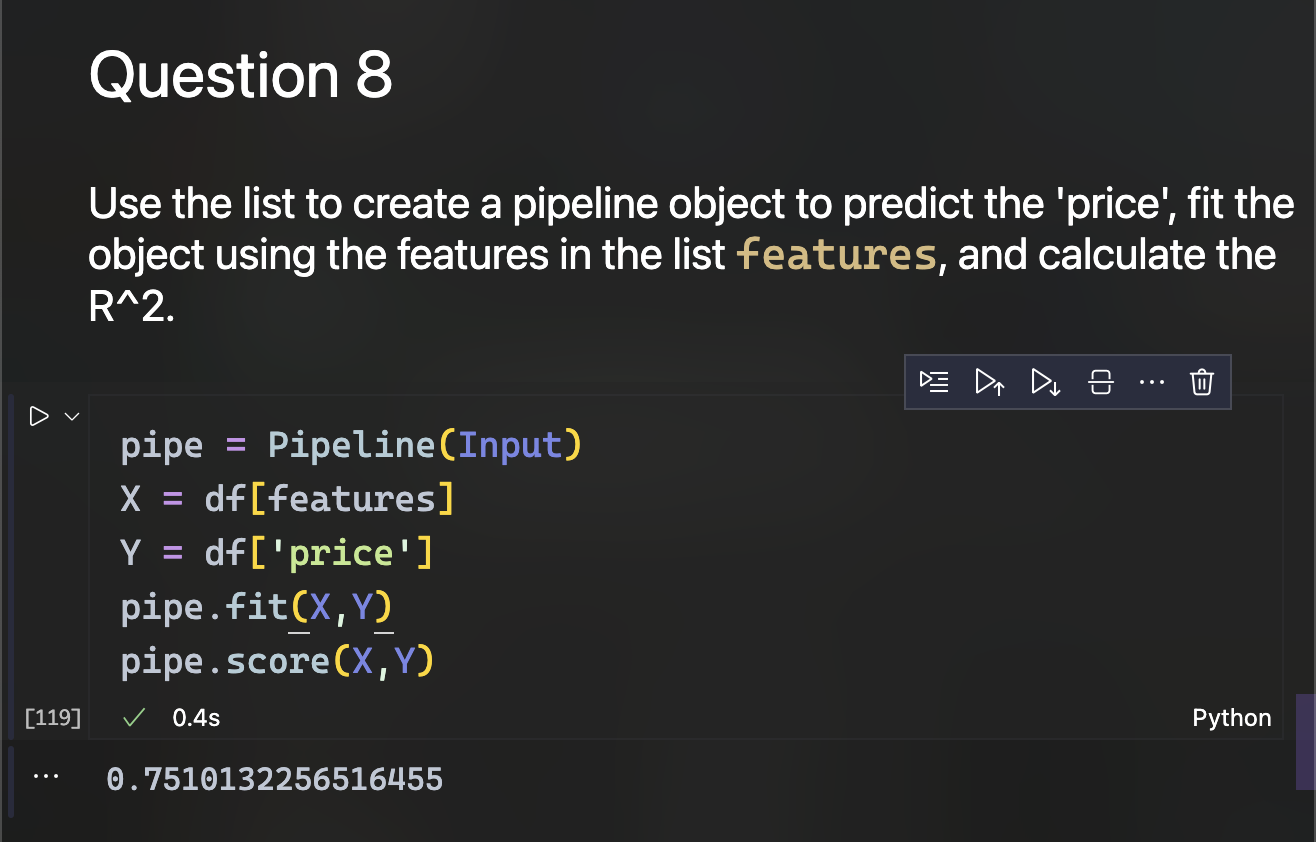 Question 8
Use the list to create a pipeline object to predict the 'price', fit the
object using the features in the list features, and calculate the
R^2.
pipe = Pipeline(Input)
X = df[features]
Y = df['price']
pipe.fit(X,Y)
pipe.score(X,Y)
[119] 0.4s Python
0.7510132256516455